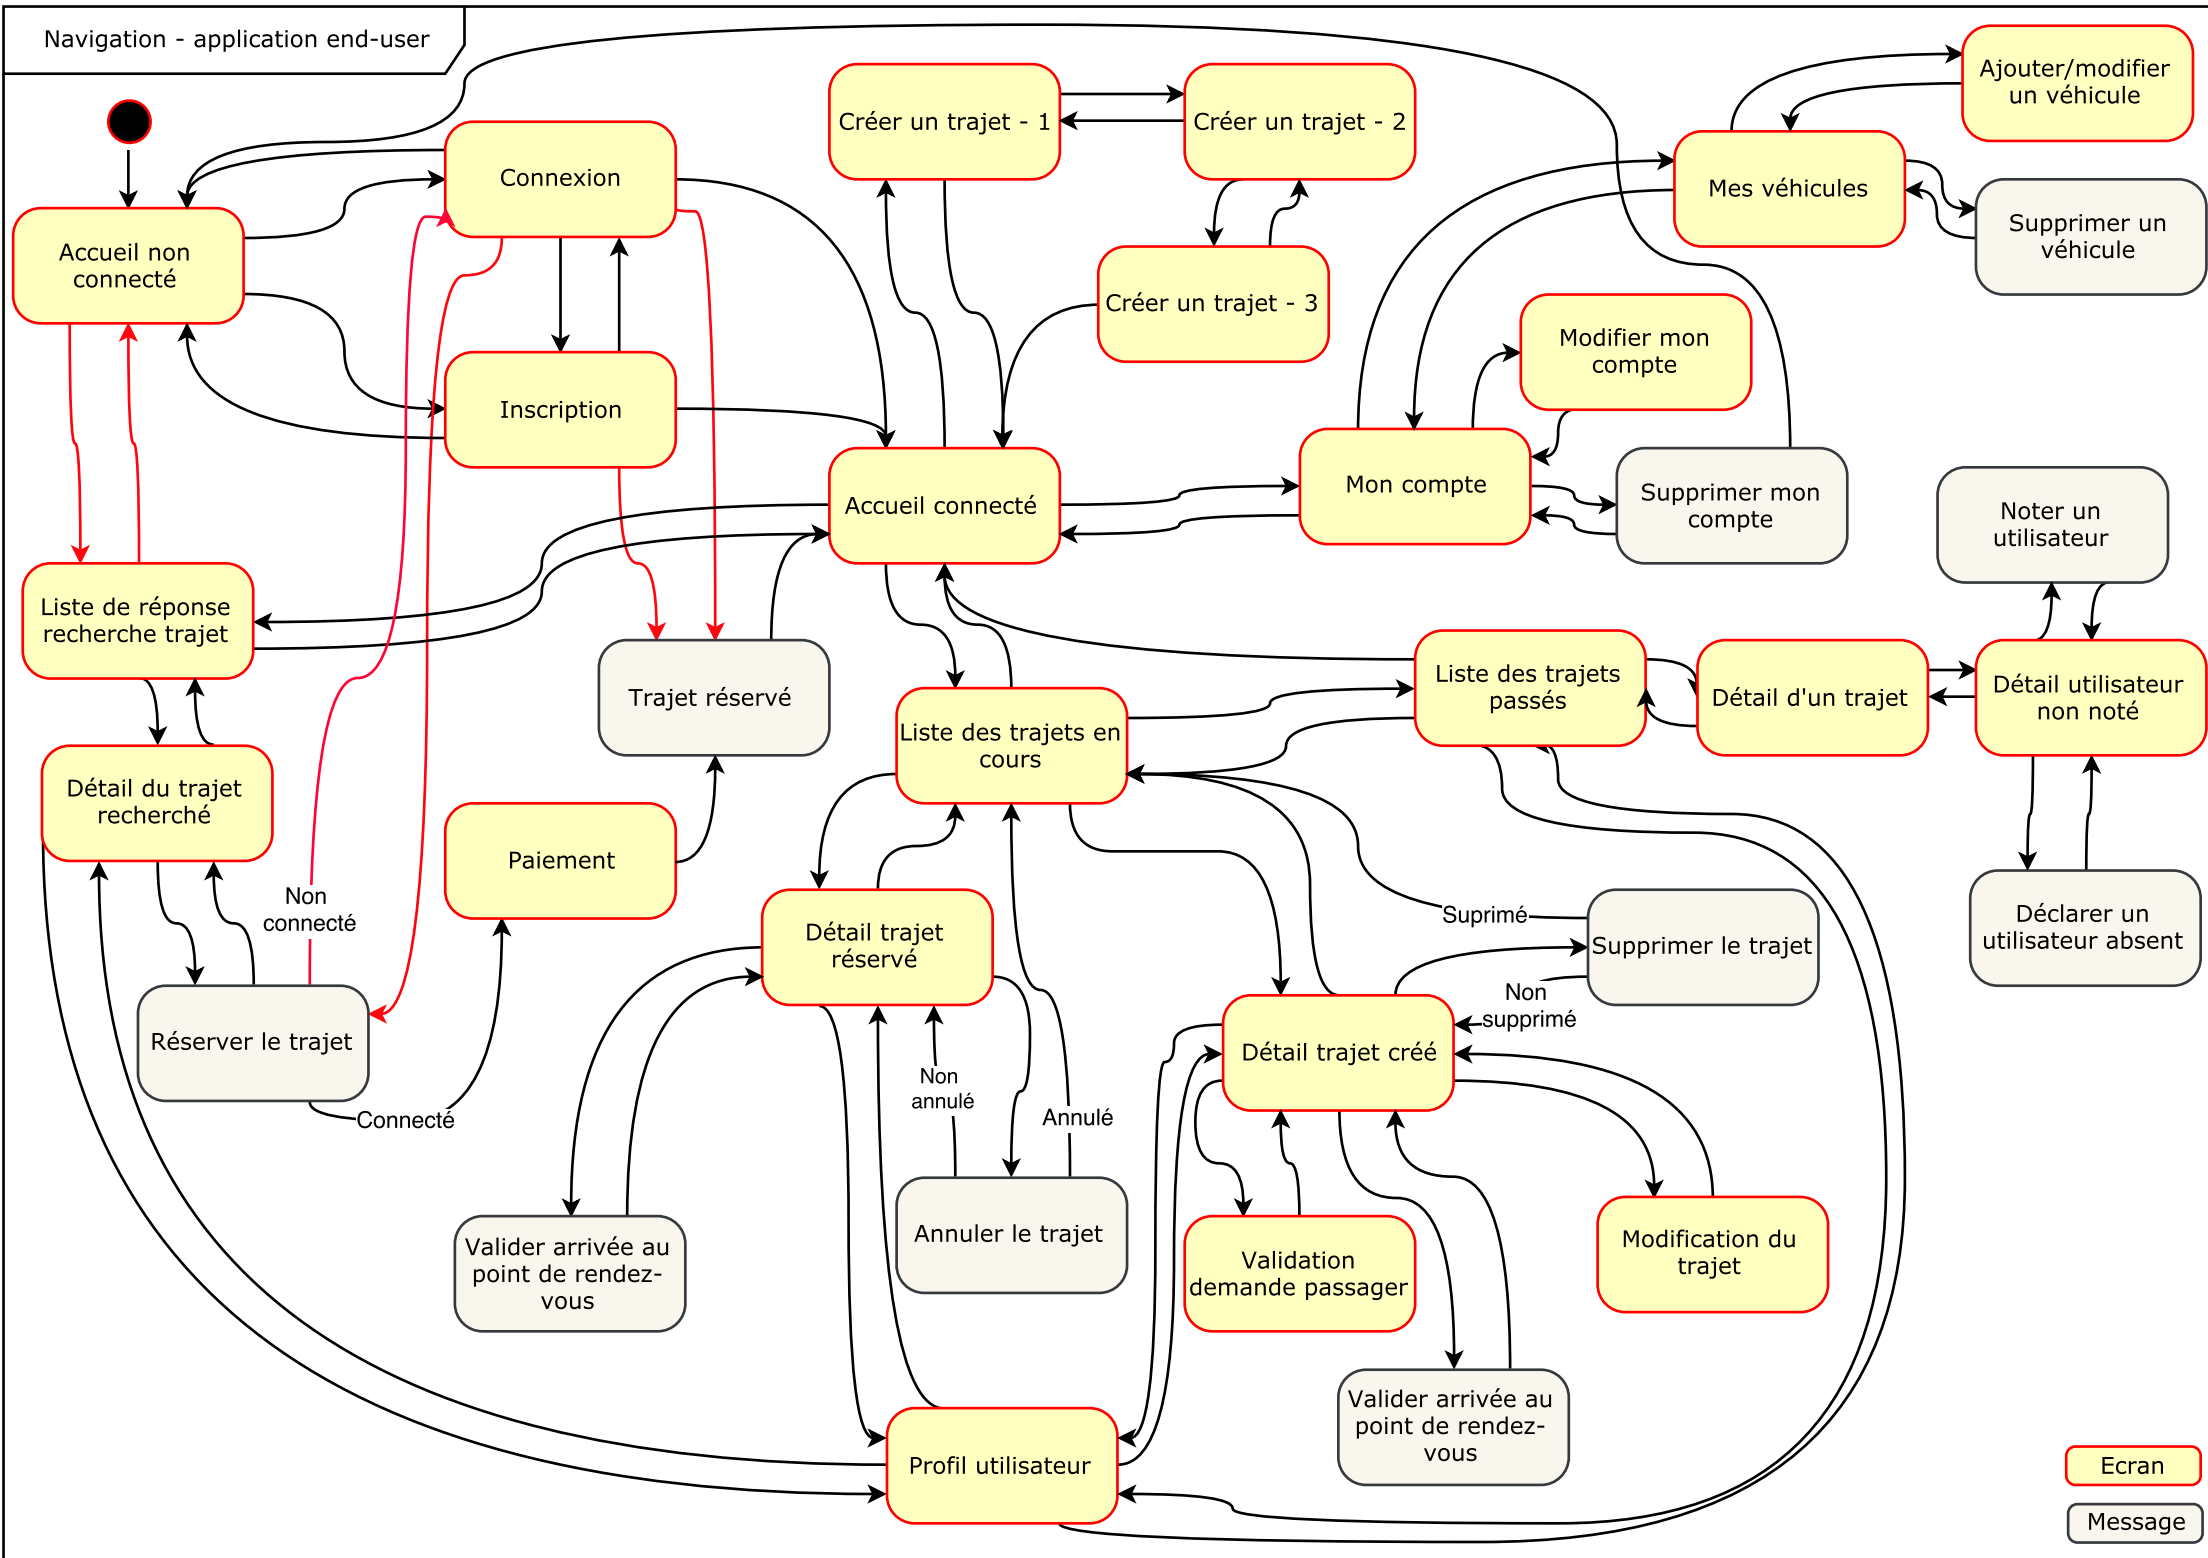 Navigation - application end-user
Ajouter/modifier
un véhicule
Créer un trajet - 1
Créer un trajet - 2
Connexion
Mes véhicules
Supprimer un
véhicule
Accueil non
connecté
Créer un trajet - 3
Modifier mon
compte
Inscription
Accueil connecté
Mon compte
Supprimer mon
compte
Noter un
utilisateur
Liste de réponse
recherche trajet
Trajet réservé
Liste des trajets
passés
Détail d'un trajet
Détail utilisateur
non noté
Liste des trajets en
cours
Détail du trajet
recherché
Paiement
Non
connecté
Détail trajet
réservé
Suprimé
Supprimer le trajet
Déclarer un
utilisateur absent
Non
supprimé
Réserver le trajet
Détail trajet créé
Connecté
Non
annulé
Annulé
Valider arrivée au
point de rendez-
vous
Annuler le trajet
Validation
demande passager
Modification du
trajet
Valider arrivée au
point de rendez-
vous
Profil utilisateur
Ecran
Message